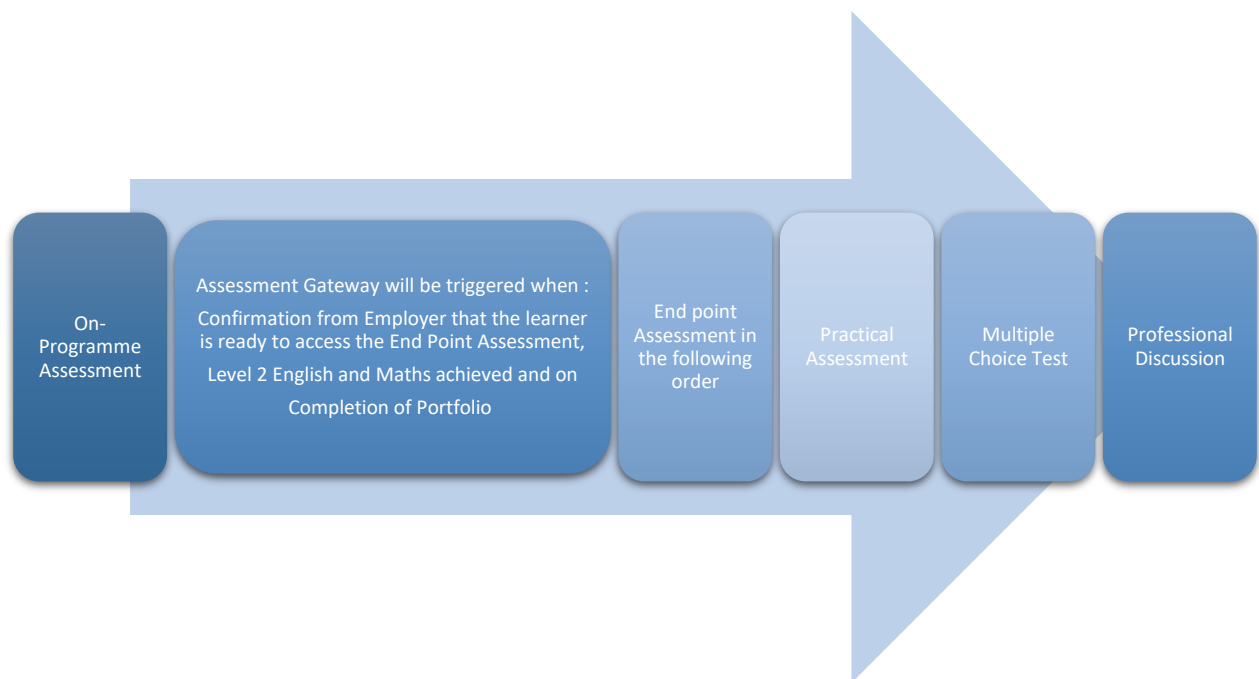 On-
Programme
Assessment
Assessment Gateway will be triggered when :
Confirmation from Employer that the learner
is ready to access the End Point Assessment,
Level 2 English and Maths achieved and on
Completion of Portfolio
End point
Assessment in
the following
order
Practical
Assessment
Multiple
Choice Test
Professional
Discussion